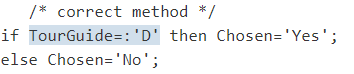 /* correct method */
if TourGuide=:'D' then Chosen='Yes';
else Chosen='No';